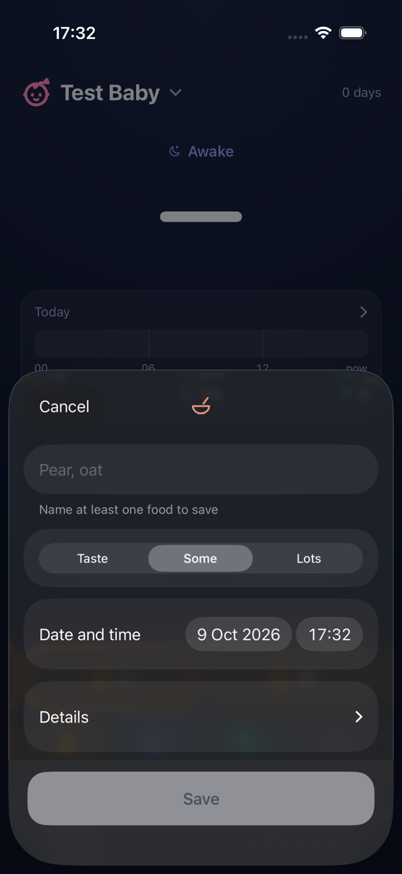 17:32
Test Baby
0 days
Awake
Today
00 06 12 now
Cancel
Pear, oat
Name at least one food to save
Taste Some Lots
Date and time 9 Oct 2026 17:32
Details
Save